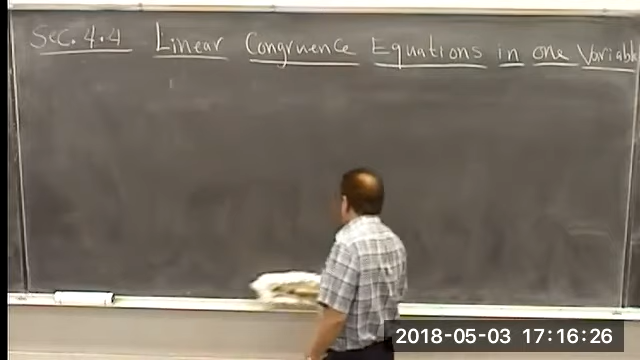 Sec. 4.4 Linear Congruence Equations in one Variable
2018-05-03 17:16:26